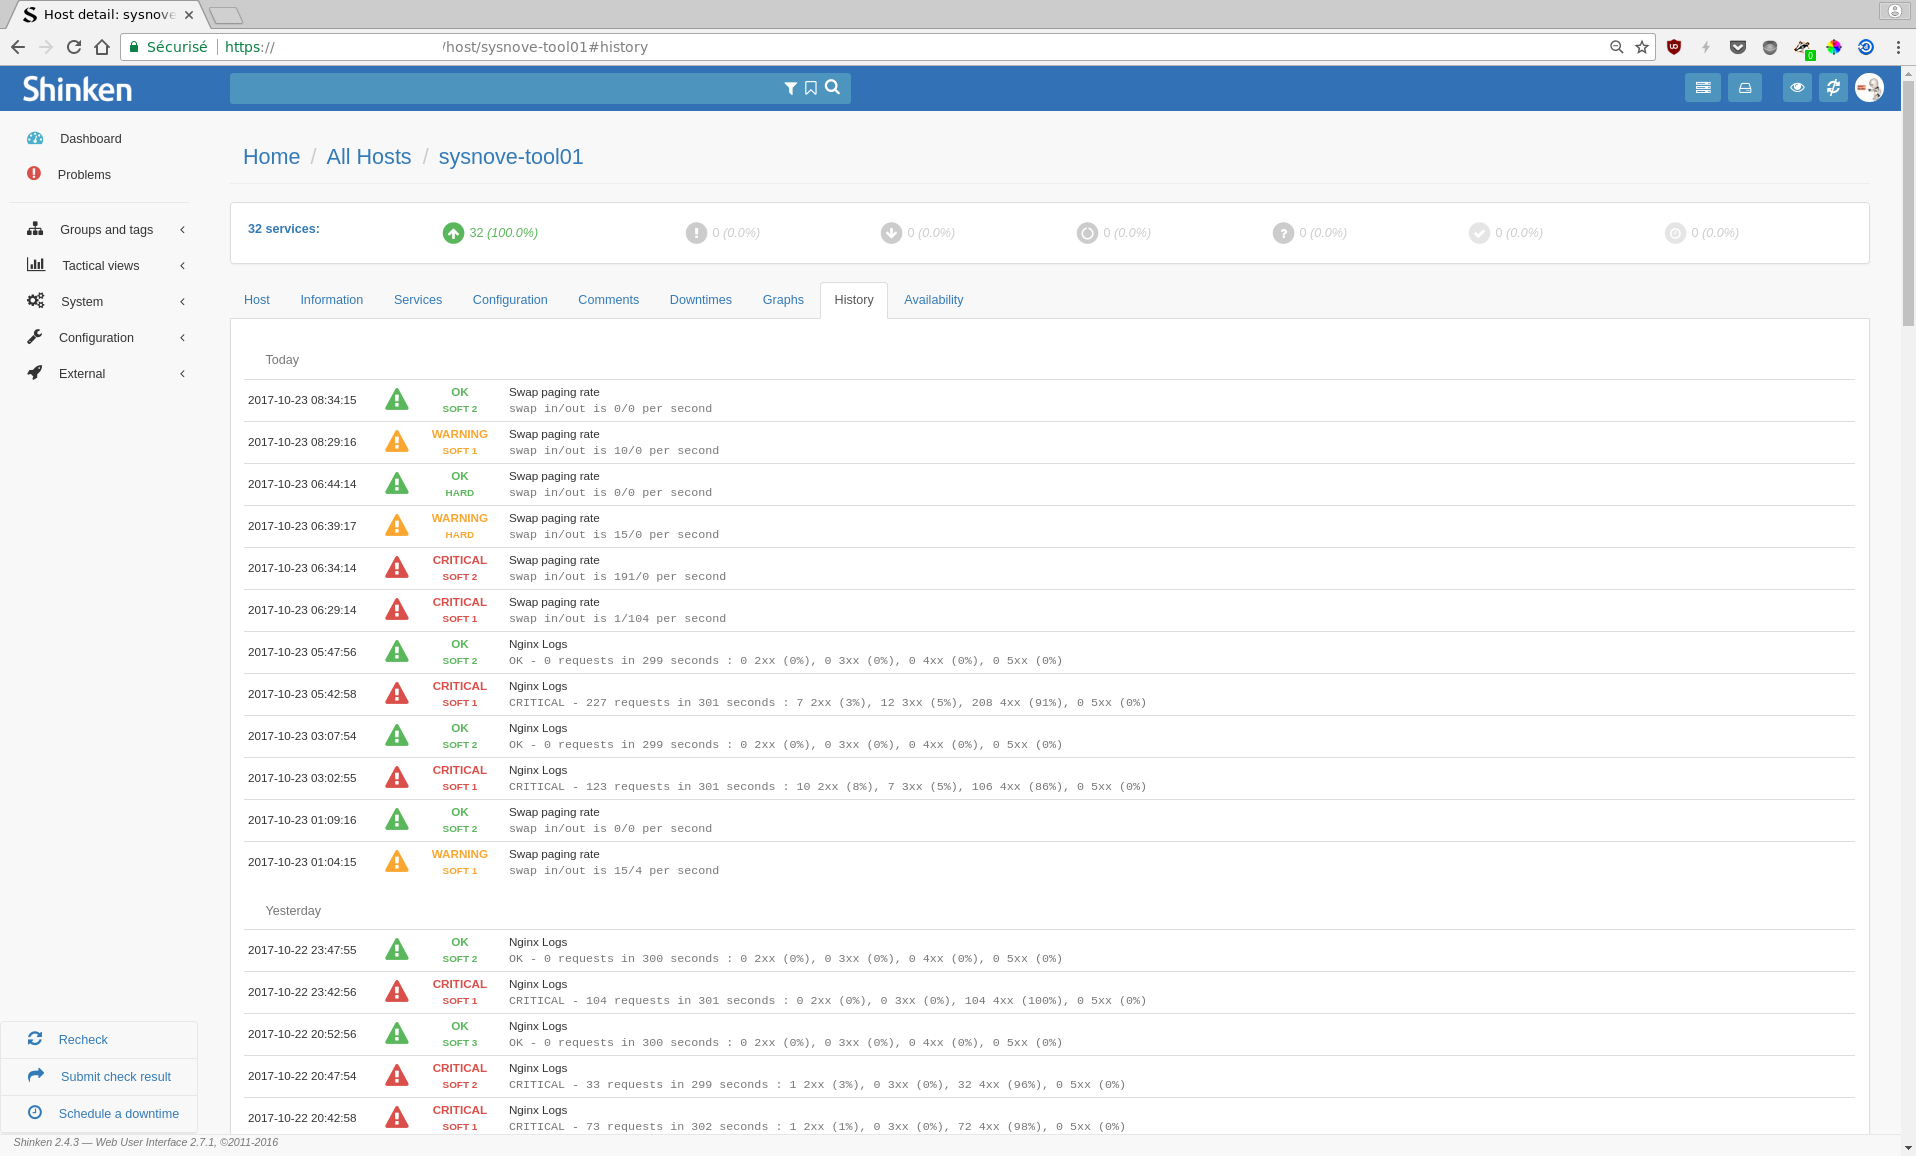 Host detail: sysnove
Sécurisé
https://
/host/sysnove-tool01#history
0
Shinken
Dashboard
Problems
Groups and tags
Tactical views
System
Configuration
External
Home / All Hosts / sysnove-tool01
32 services:
32 (100.0%)
0 (0.0%)
0 (0.0%)
0 (0.0%)
0 (0.0%)
0 (0.0%)
0 (0.0%)
Host Information Services Configuration Comments Downtimes Graphs History Availability
Today
2017-10-23 08:34:15 OK Swap paging rate
SOFT 2 swap in/out is 0/0 per second
2017-10-23 08:29:16 WARNING Swap paging rate
SOFT 1 swap in/out is 10/0 per second
2017-10-23 06:44:14 OK Swap paging rate
HARD swap in/out is 0/0 per second
2017-10-23 06:39:17 WARNING Swap paging rate
HARD swap in/out is 15/0 per second
2017-10-23 06:34:14 CRITICAL Swap paging rate
SOFT 2 swap in/out is 191/0 per second
2017-10-23 06:29:14 CRITICAL Swap paging rate
SOFT 1 swap in/out is 1/104 per second
2017-10-23 05:47:56 OK Nginx Logs
SOFT 2 OK - 0 requests in 299 seconds : 0 2xx (0%), 0 3xx (0%), 0 4xx (0%), 0 5xx (0%)
2017-10-23 05:42:58 CRITICAL Nginx Logs
SOFT 1 CRITICAL - 227 requests in 301 seconds : 7 2xx (3%), 12 3xx (5%), 208 4xx (91%), 0 5xx (0%)
2017-10-23 03:07:54 OK Nginx Logs
SOFT 2 OK - 0 requests in 299 seconds : 0 2xx (0%), 0 3xx (0%), 0 4xx (0%), 0 5xx (0%)
2017-10-23 03:02:55 CRITICAL Nginx Logs
SOFT 1 CRITICAL - 123 requests in 301 seconds : 10 2xx (8%), 7 3xx (5%), 106 4xx (86%), 0 5xx (0%)
2017-10-23 01:09:16 OK Swap paging rate
SOFT 2 swap in/out is 0/0 per second
2017-10-23 01:04:15 WARNING Swap paging rate
SOFT 1 swap in/out is 15/4 per second
Yesterday
2017-10-22 23:47:55 OK Nginx Logs
SOFT 2 OK - 0 requests in 300 seconds : 0 2xx (0%), 0 3xx (0%), 0 4xx (0%), 0 5xx (0%)
2017-10-22 23:42:56 CRITICAL Nginx Logs
SOFT 1 CRITICAL - 104 requests in 301 seconds : 0 2xx (0%), 0 3xx (0%), 104 4xx (100%), 0 5xx (0%)
2017-10-22 20:52:56 OK Nginx Logs
SOFT 3 OK - 0 requests in 300 seconds : 0 2xx (0%), 0 3xx (0%), 0 4xx (0%), 0 5xx (0%)
2017-10-22 20:47:54 CRITICAL Nginx Logs
SOFT 2 CRITICAL - 33 requests in 299 seconds : 1 2xx (3%), 0 3xx (0%), 32 4xx (96%), 0 5xx (0%)
2017-10-22 20:42:58 CRITICAL Nginx Logs
SOFT 1 CRITICAL - 73 requests in 302 seconds : 1 2xx (1%), 0 3xx (0%), 72 4xx (98%), 0 5xx (0%)
Recheck
Submit check result
Schedule a downtime
Shinken 2.4.3 — Web User Interface 2.7.1, ©2011-2016